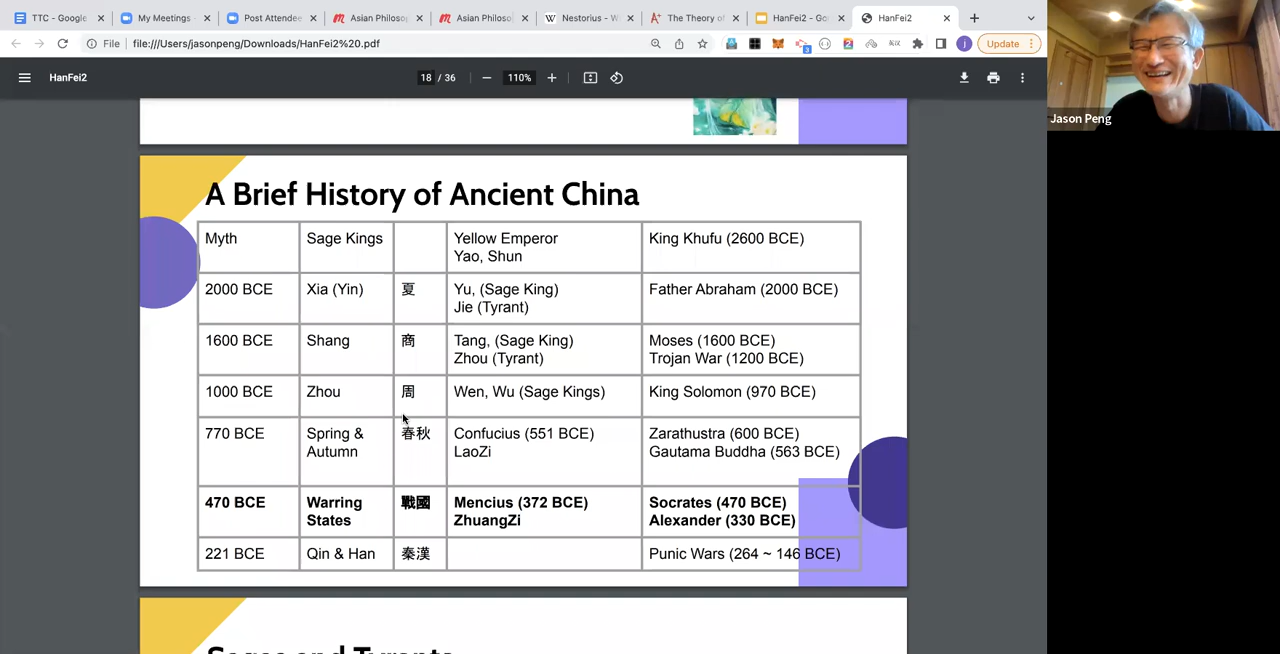 TTC - Google
My Meetings -
Post Attendee
Asian Philoso
Asian Philoso
Nestorius - W
The Theory of
HanFei2 - Goo
HanFei2
File
file:///Users/jasonpeng/Downloads/HanFei2%20.pdf
Update
HanFei2
18 / 36
110%
Jason Peng
A Brief History of Ancient China
Myth Sage Kings Yellow Emperor King Khufu (2600 BCE)
Yao, Shun
2000 BCE Xia (Yin) 夏 Yu, (Sage King) Father Abraham (2000 BCE)
Jie (Tyrant)
1600 BCE Shang 商 Tang, (Sage King) Moses (1600 BCE)
Zhou (Tyrant) Trojan War (1200 BCE)
1000 BCE Zhou 周 Wen, Wu (Sage Kings) King Solomon (970 BCE)
770 BCE Spring & 春秋 Confucius (551 BCE) Zarathustra (600 BCE)
Autumn LaoZi Gautama Buddha (563 BCE)
470 BCE Warring 戰國 Mencius (372 BCE) Socrates (470 BCE)
States ZhuangZi Alexander (330 BCE)
221 BCE Qin & Han 秦漢 Punic Wars (264 ~ 146 BCE)